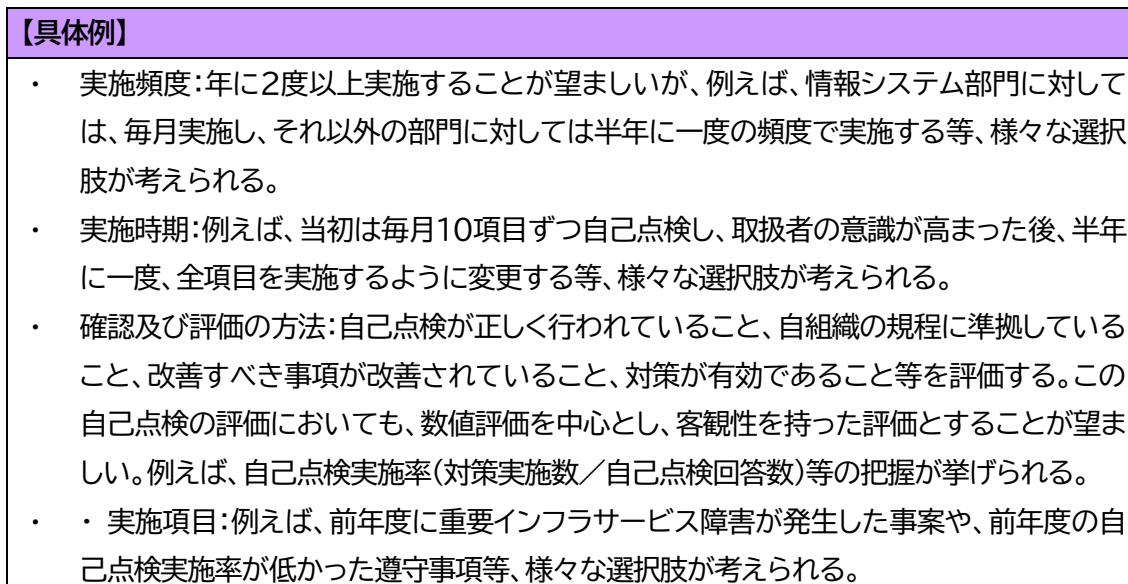 【具体例】
・ 実施頻度：年に２度以上実施することが望ましいが、例えば、情報システム部門に対して
は、毎月実施し、それ以外の部門に対しては半年に一度の頻度で実施する等、様々な選択
肢が考えられる。
・ 実施時期：例えば、当初は毎月１０項目ずつ自己点検し、取扱者の意識が高まった後、半年
に一度、全項目を実施するように変更する等、様々な選択肢が考えられる。
・ 確認及び評価の方法：自己点検が正しく行われていること、自組織の規程に準拠している
こと、改善すべき事項が改善されていること、対策が有効であること等を評価する。この
自己点検の評価においても、数値評価を中心とし、客観性を持った評価とすることが望ま
しい。例えば、自己点検実施率（対策実施数／自己点検回答数）等の把握が挙げられる。
・ ・ 実施項目：例えば、前年度に重要インフラサービス障害が発生した事案や、前年度の自
己点検実施率が低かった遵守事項等、様々な選択肢が考えられる。